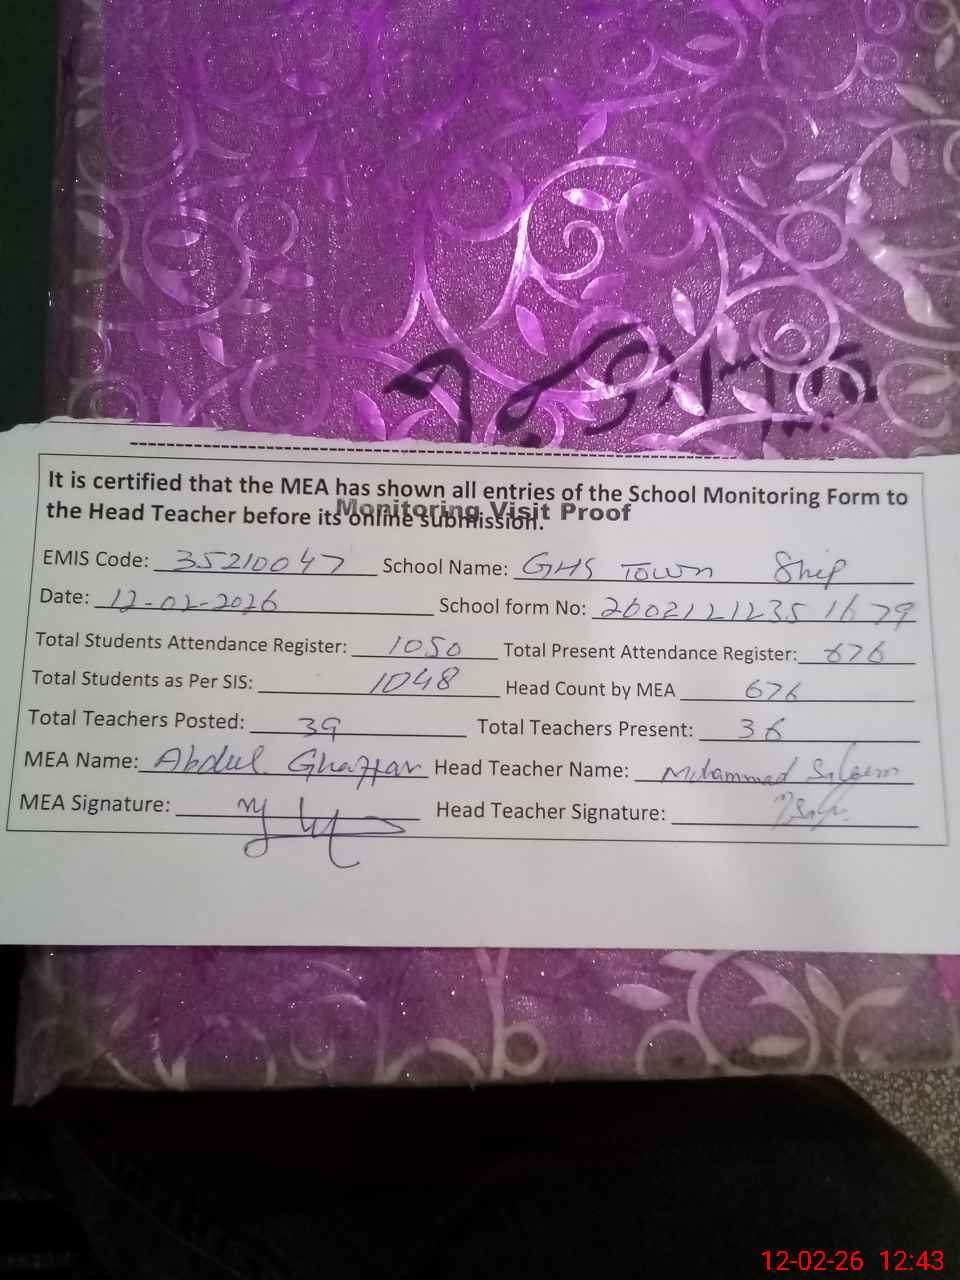 It is certified that the MEA has shown all entries of the School Monitoring Form to
the Head Teacher before its online submission.
Monitoring Visit Proof
EMIS Code: 35210047 School Name: GHS Town Ship
Date: 12-02-2026 School form No: 2602121235 1679
Total Students Attendance Register: 1050 Total Present Attendance Register: 676
Total Students as Per SIS: 1048 Head Count by MEA 676
Total Teachers Posted: 39 Total Teachers Present: 36
MEA Name: Abdul Ghaffar Head Teacher Name: Muhammad Saleem
MEA Signature: Head Teacher Signature:
12-02-26 12:43